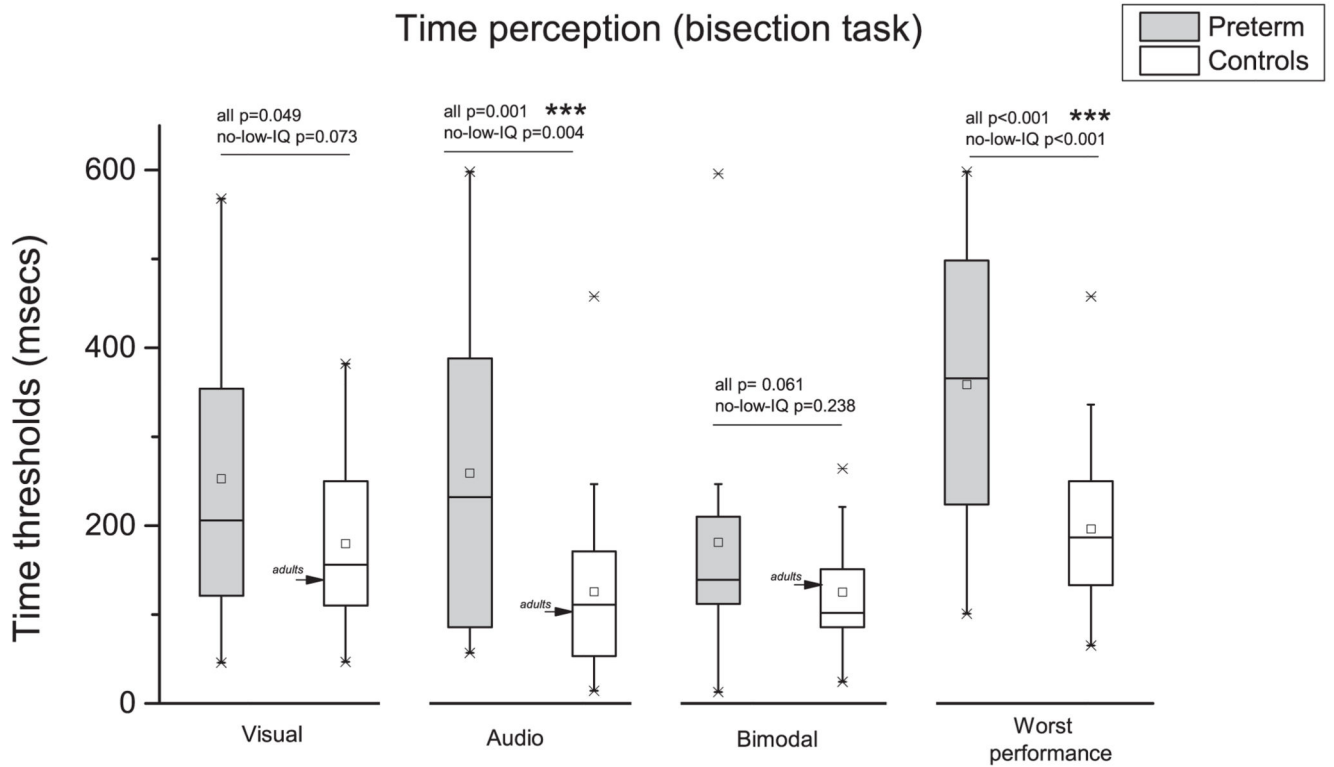 Time perception (bisection task)
Preterm
Controls
all p=0.049
no-low-IQ p=0.073
all p=0.001 ***
no-low-IQ p=0.004
all p<0.001 ***
no-low-IQ p<0.001
all p= 0.061
no-low-IQ p=0.238
Time thresholds (msecs)
600
400
200
0
adults
adults
adults
Visual
Audio
Bimodal
Worst
performance